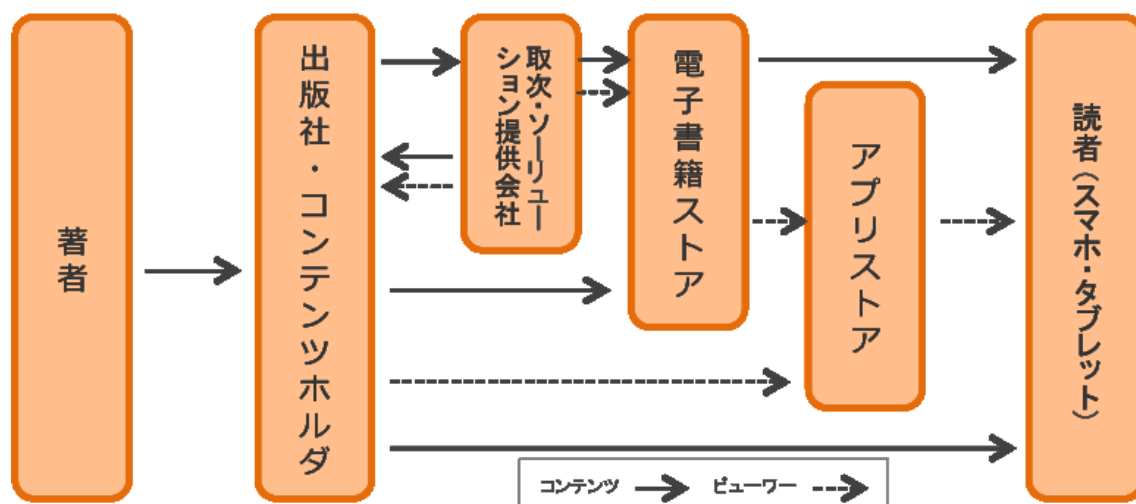 著者
出版社・コンテンツホルダ
取次・ソーリュー
ション提供会社
電子書籍ストア
アプリストア
読者(スマホ・タブレット)
コンテンツ
ビューワー